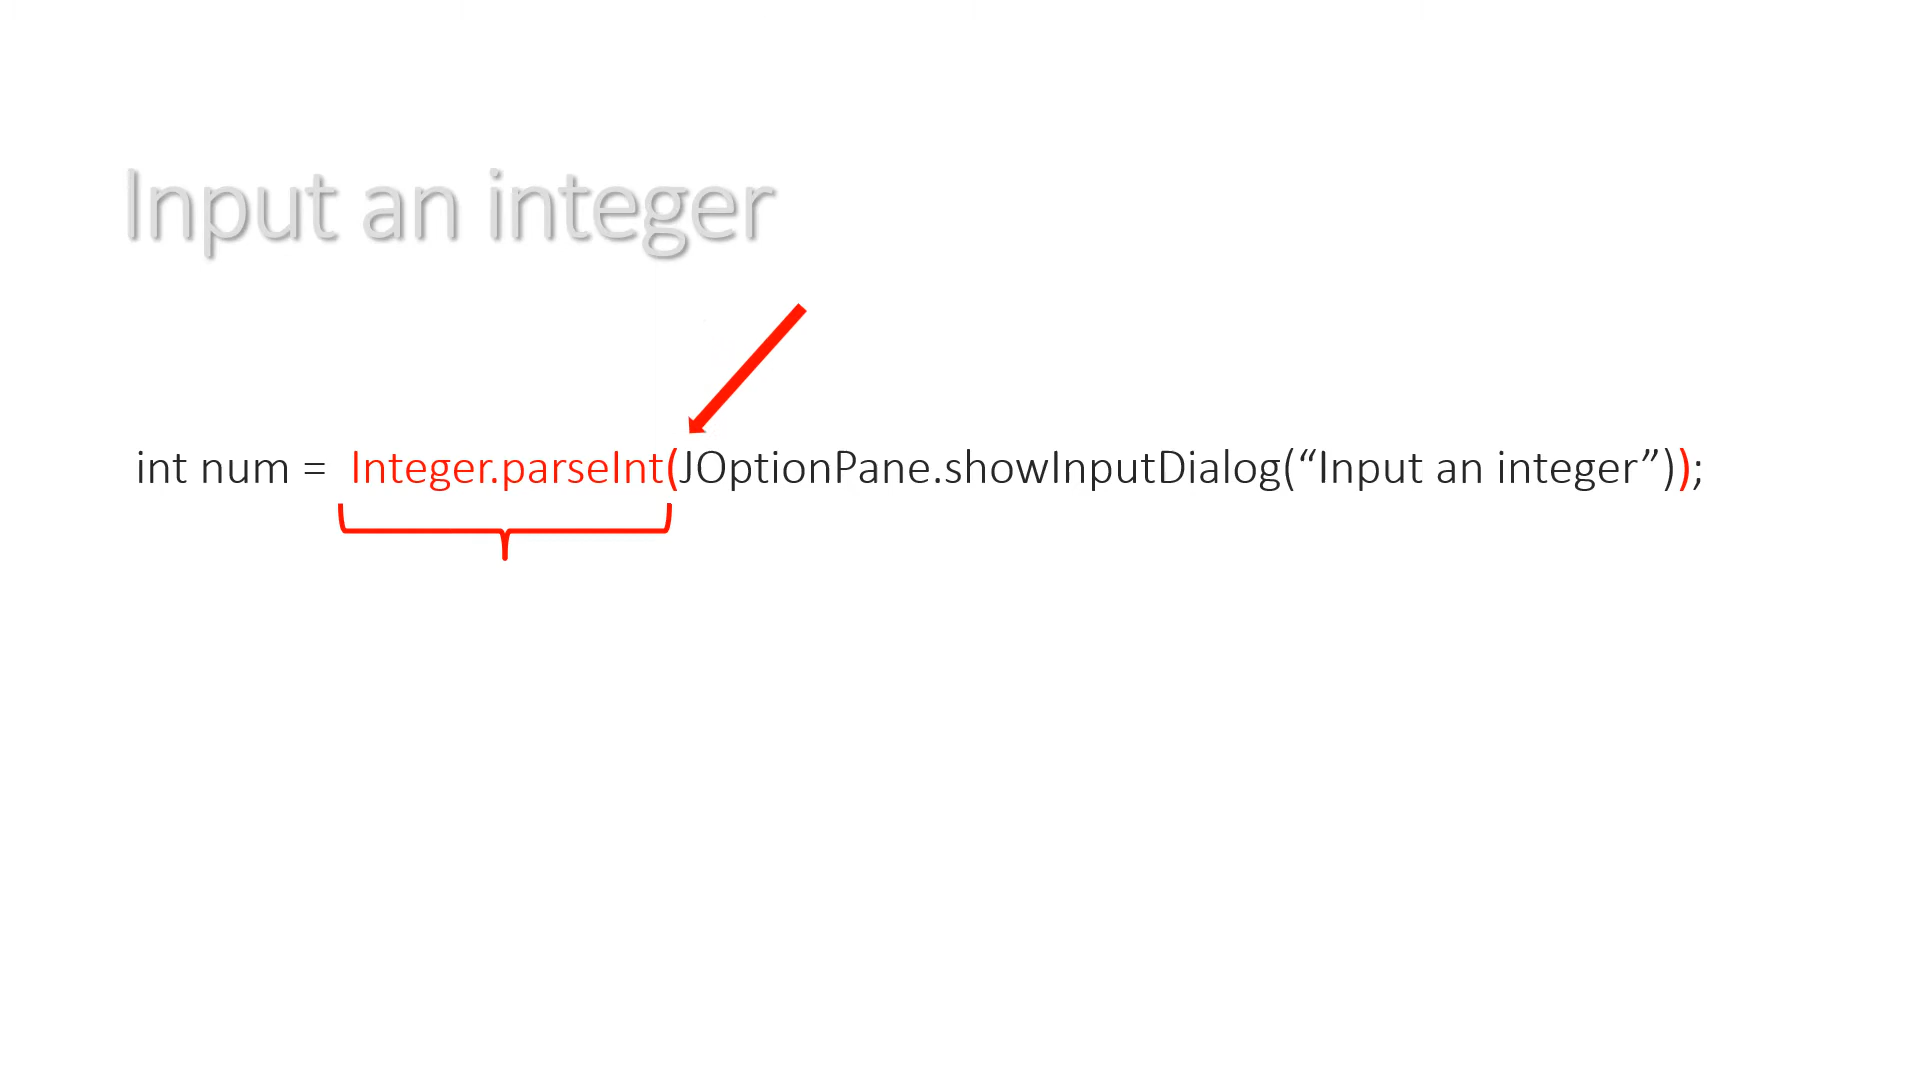 Input an integer
int num = Integer.parseInt(JOptionPane.showInputDialog(“Input an integer”));